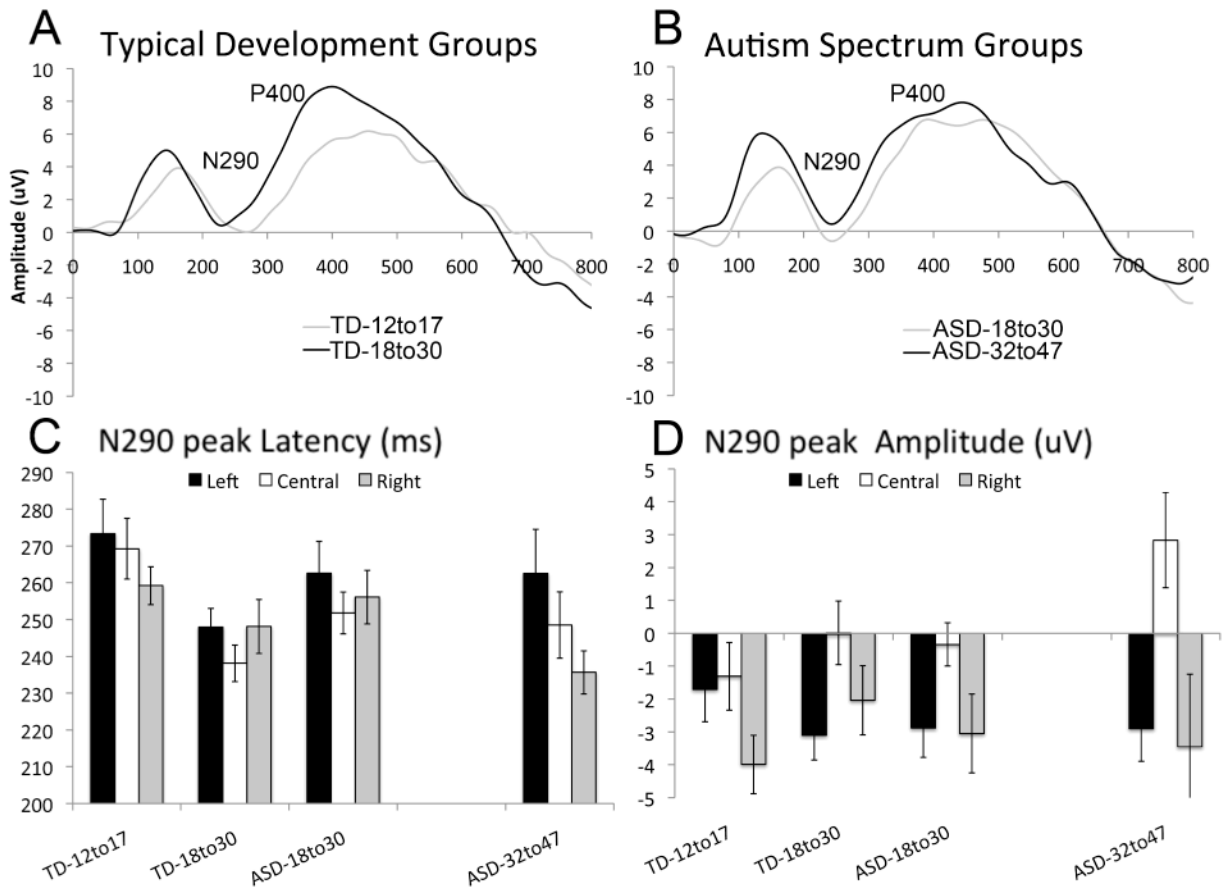 A Typical Development Groups
B Autism Spectrum Groups
Amplitude (uV)
10
8
6
4
2
0
-2
-4
-6
-8
-10
P400
N290
0 100 200 300 400 500 600 700 800
TD-12to17
TD-18to30
10
8
6
4
2
0
-2
-4
-6
-8
-10
P400
N290
0 100 200 300 400 500 600 700 800
ASD-18to30
ASD-32to47
C N290 peak Latency (ms)
Left Central Right
290
280
270
260
250
240
230
220
210
200
TD-12to17 TD-18to30 ASD-18to30 ASD-32to47
D N290 peak Amplitude (uV)
Left Central Right
5
4
3
2
1
0
-1
-2
-3
-4
-5
TD-12to17 TD-18to30 ASD-18to30 ASD-32to47